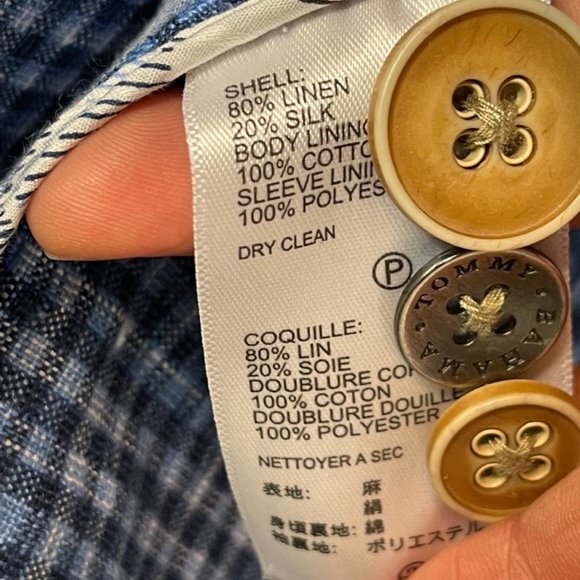 SHELL:
80% LINEN
20% SILK
BODY LINING
100% COTTO
SLEEVE LINI
100% POLYES
DRY CLEAN
P
TOMMY BAHAMA
COQUILLE:
80% LIN
20% SOIE
DOUBLURE COR
100% COTON
DOUBLURE DOUILLE
100% POLYESTER
NETTOYER A SEC
表地: 麻
絹
身頃裏地: 綿
袖裏地: ポリエステル